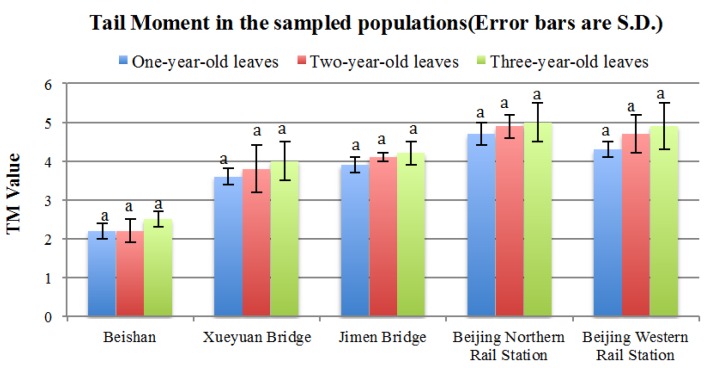 Tail Moment in the sampled populations(Error bars are S.D.)
One-year-old leaves Two-year-old leaves Three-year-old leaves
TM Value
6
5
4
3
2
1
0
a a a a a a a a a a a a a a a
Beishan Xueyuan Bridge Jimen Bridge Beijing Northern Beijing Western
Rail Station Rail Station